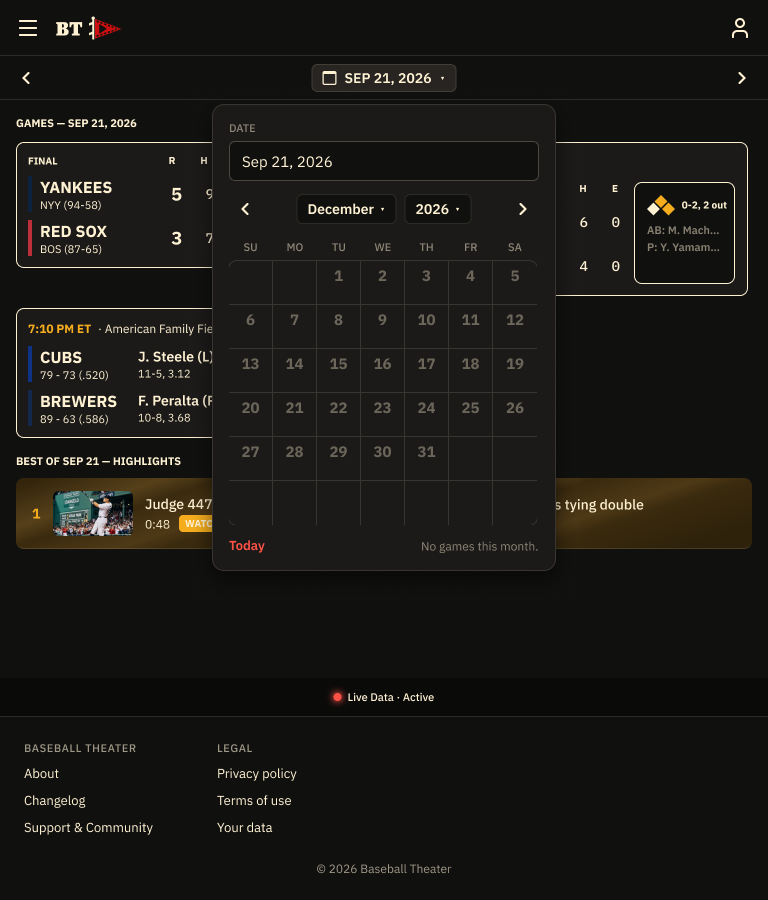 BT
SEP 21, 2026
GAMES — SEP 21, 2026
DATE
Sep 21, 2026
December
2026
SU MO TU WE TH FR SA
1 2 3 4 5
6 7 8 9 10 11 12
13 14 15 16 17 18 19
20 21 22 23 24 25 26
27 28 29 30 31
Today No games this month.
FINAL R H
YANKEES 5
NYY (94-58)
RED SOX 3 7
BOS (87-65)
H E
6 0
4 0
0-2, 2 out
AB: M. Mach...
P: Y. Yamam...
7:10 PM ET · American Family Fie
CUBS J. Steele (L)
79 - 73 (.520) 11-5, 3.12
BREWERS F. Peralta
89 - 63 (.586) 10-8, 3.68
BEST OF SEP 21 — HIGHLIGHTS
1 Judge 447 s tying double
0:48 WATC
Live Data · Active
BASEBALL THEATER LEGAL
About Privacy policy
Changelog Terms of use
Support & Community Your data
© 2026 Baseball Theater